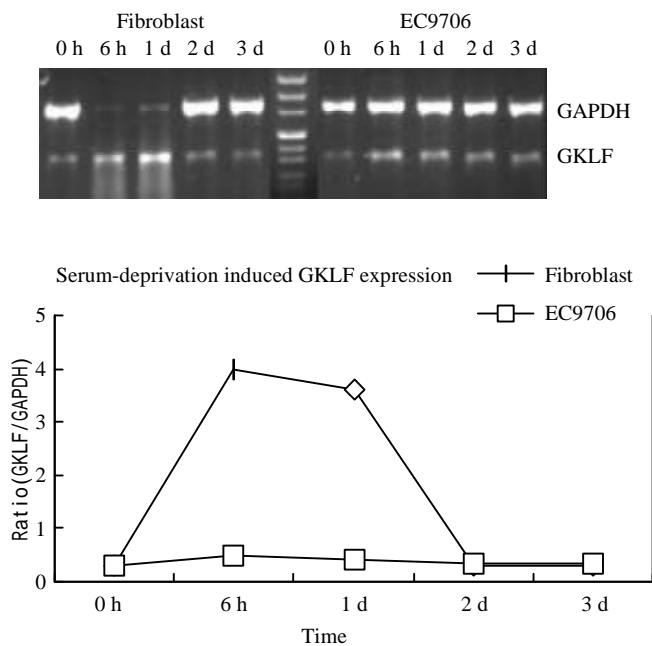 Fibroblast EC9706
0 h 6 h 1 d 2 d 3 d 0 h 6 h 1 d 2 d 3 d
GAPDH
GKLF
Serum-deprivation induced GKLF expression
Fibroblast
EC9706
Ratio(GKLF/GAPDH)
5
4
3
2
1
0
0 h 6 h 1 d 2 d 3 d
Time